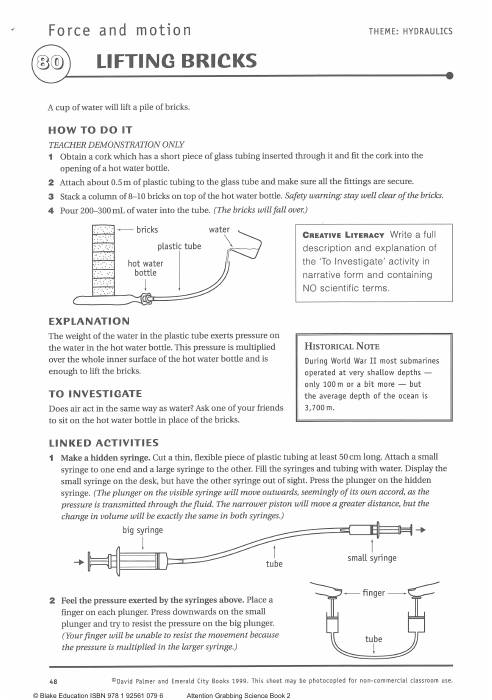 Force and motion
THEME: HYDRAULICS
80
LIFTING BRICKS
A cup of water will lift a pile of bricks.
HOW TO DO IT
TEACHER DEMONSTRATION ONLY
1 Obtain a cork which has a short piece of glass tubing inserted through it and fit the cork into the
opening of a hot water bottle.
2 Attach about 0.5 m of plastic tubing to the glass tube and make sure all the fittings are secure.
3 Stack a column of 8–10 bricks on top of the hot water bottle. Safety warning: stay well clear of the bricks.
4 Pour 200–300 mL of water into the tube. (The bricks will fall over.)
bricks
water
plastic tube
hot water
bottle
CREATIVE LITERACY Write a full
description and explanation of
the 'To Investigate' activity in
narrative form and containing
NO scientific terms.
EXPLANATION
The weight of the water in the plastic tube exerts pressure on
the water in the hot water bottle. This pressure is multiplied
over the whole inner surface of the hot water bottle and is
enough to lift the bricks.
HISTORICAL NOTE
During World War II most submarines
operated at very shallow depths —
only 100 m or a bit more — but
the average depth of the ocean is
3,700 m.
TO INVESTIGATE
Does air act in the same way as water? Ask one of your friends
to sit on the hot water bottle in place of the bricks.
LINKED ACTIVITIES
1 Make a hidden syringe. Cut a thin, flexible piece of plastic tubing at least 50 cm long. Attach a small
syringe to one end and a large syringe to the other. Fill the syringes and tubing with water. Display the
small syringe on the desk, but have the other syringe out of sight. Press the plunger on the hidden
syringe. (The plunger on the visible syringe will move outwards, seemingly of its own accord, as the
pressure is transmitted through the fluid. The narrower piston will move a greater distance, but the
change in volume will be exactly the same in both syringes.)
big syringe
tube
small syringe
2 Feel the pressure exerted by the syringes above. Place a
finger on each plunger. Press downwards on the small
plunger and try to resist the pressure on the big plunger.
(Your finger will be unable to resist the movement because
the pressure is multiplied in the larger syringe.)
finger
tube
48
©David Palmer and Emerald City Books 1999. This sheet may be photocopied for non-commercial classroom use.
© Blake Education ISBN 978 1 92561 079 6 Attention Grabbing Science Book 2